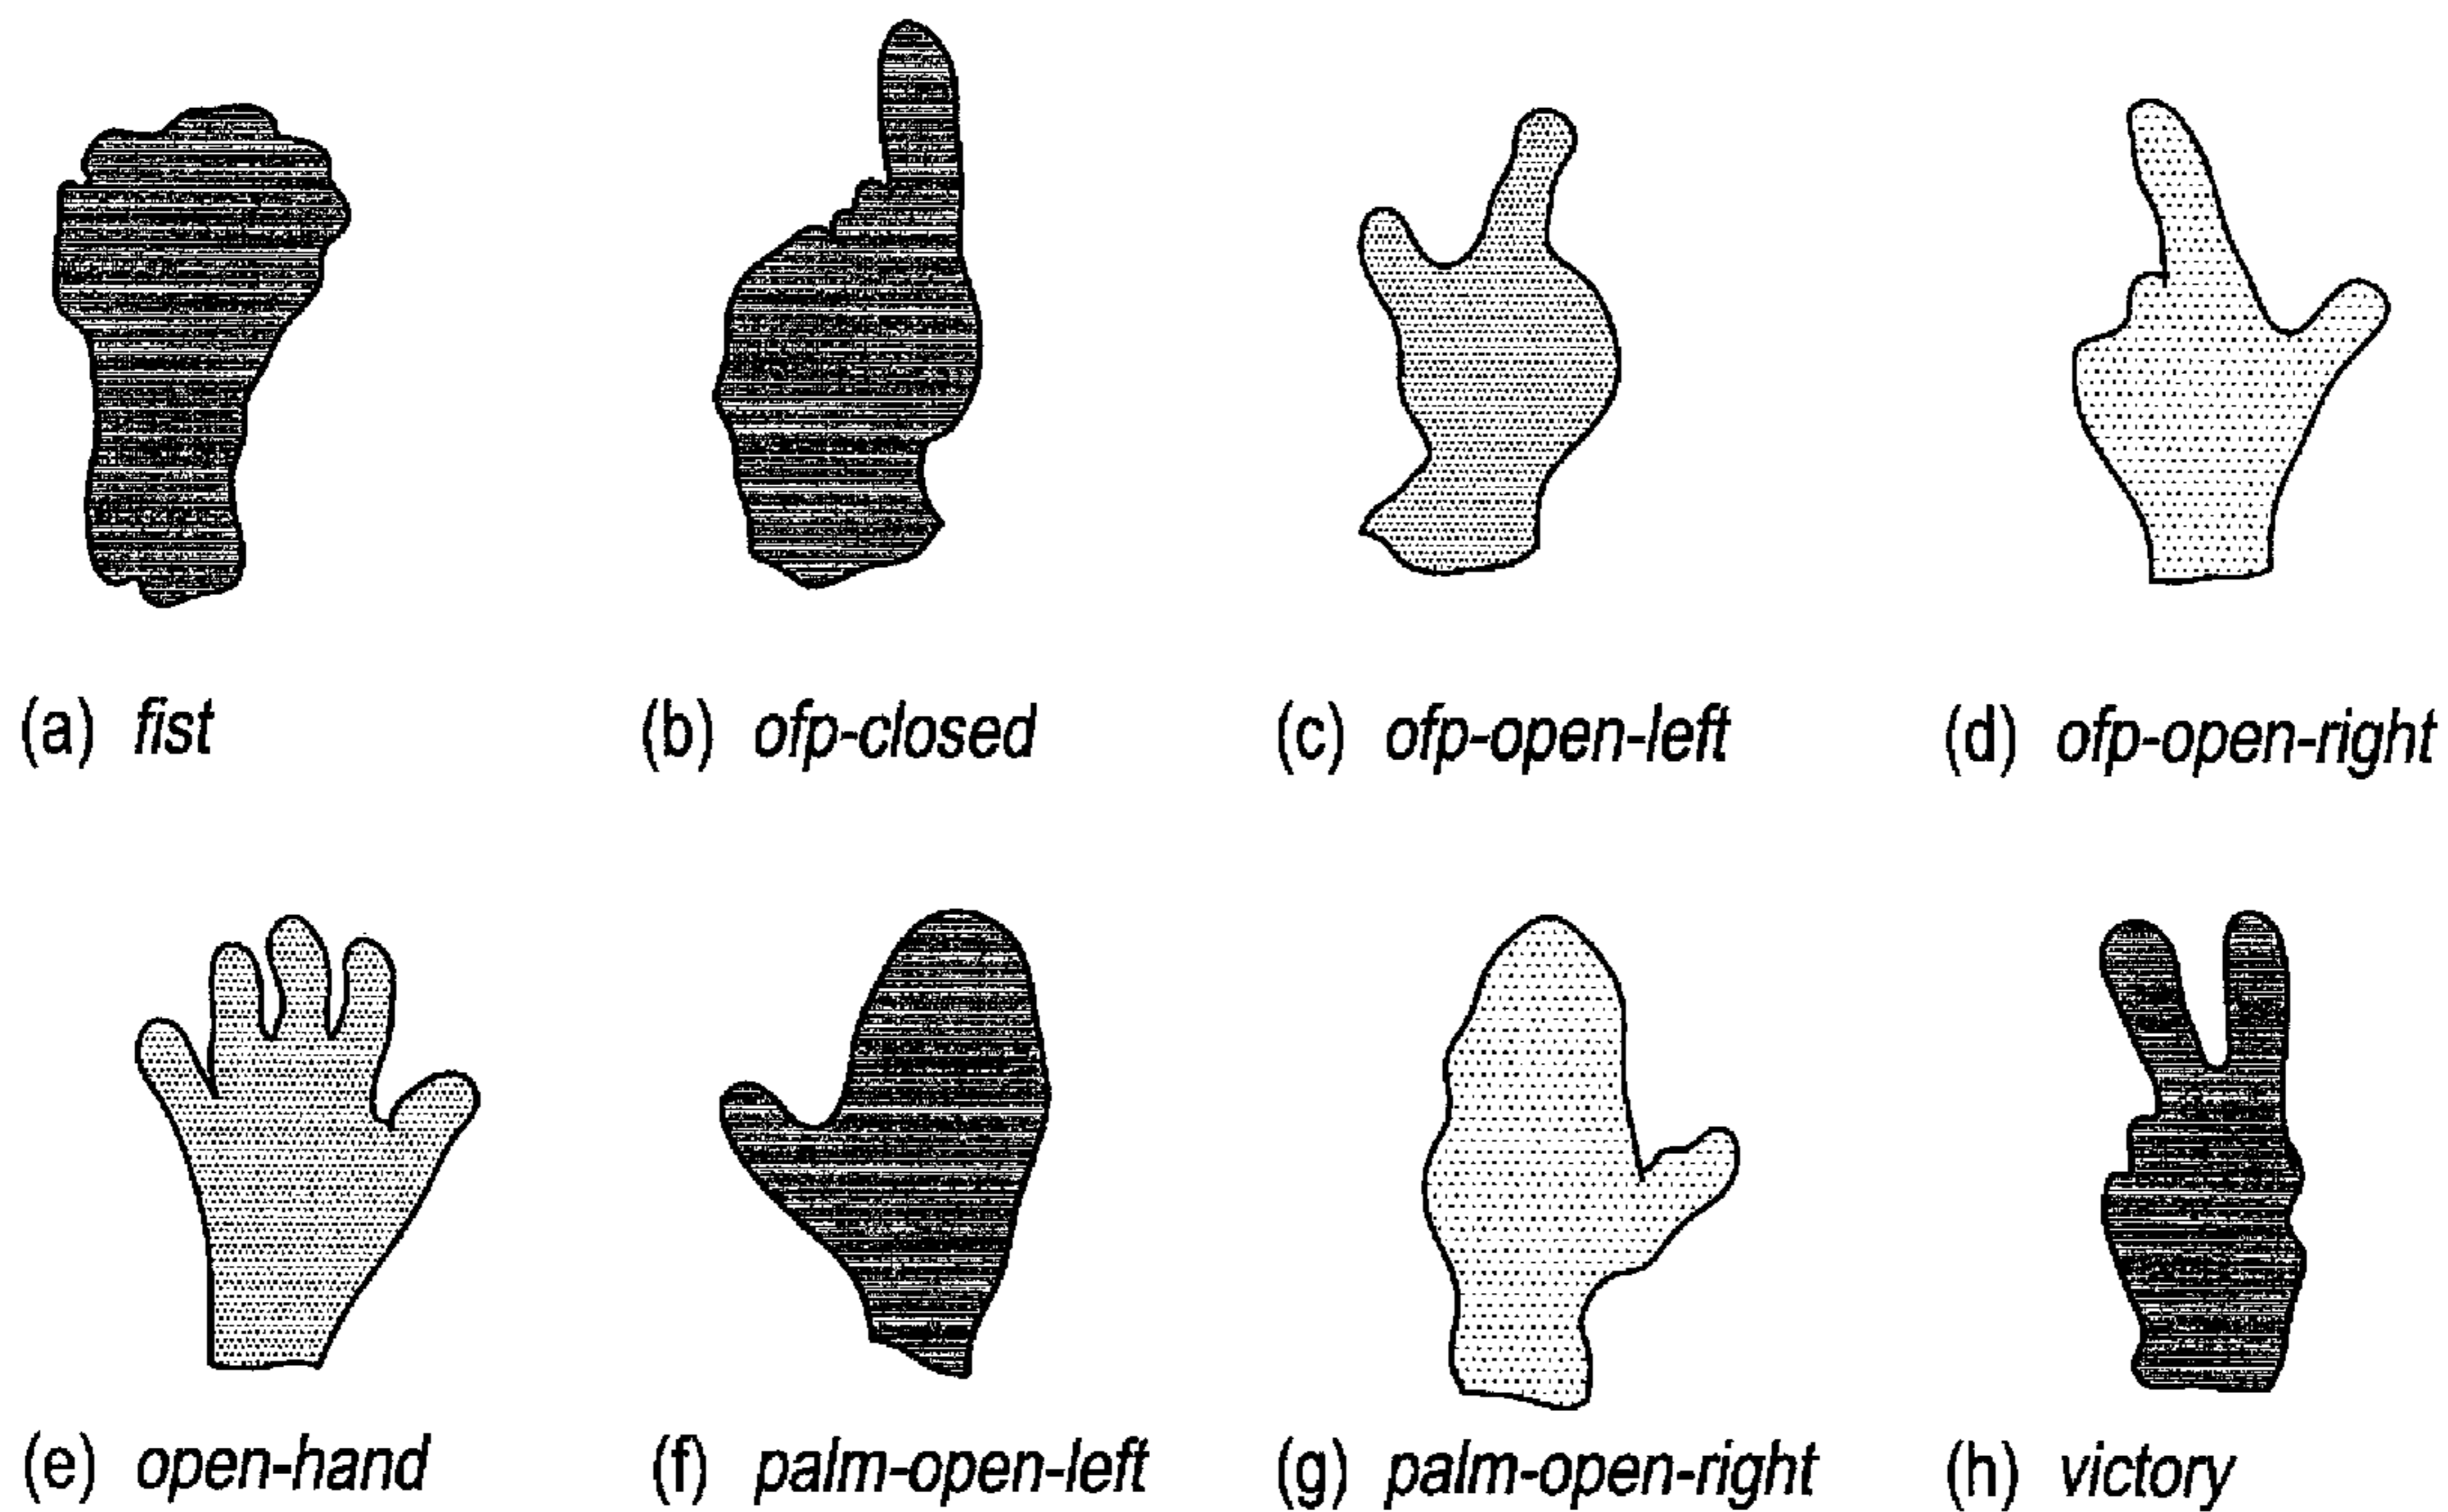 (a) fist
(b) ofp-closed
(c) ofp-open-left
(d) ofp-open-right
(e) open-hand
(f) palm-open-left
(g) palm-open-right
(h) victory